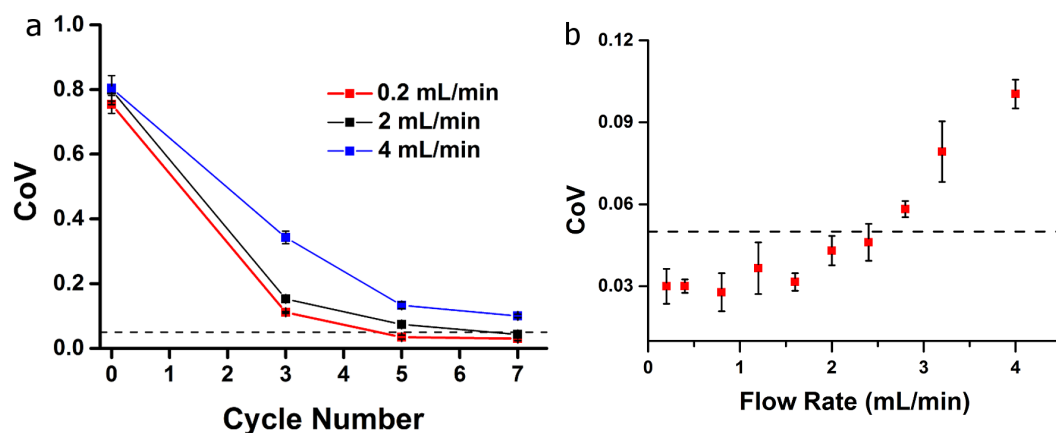 a
1.0
0.8
0.6
0.4
0.2
0.0
CoV
0 1 2 3 4 5 6 7
Cycle Number
0.2 mL/min
2 mL/min
4 mL/min
b
0.12
0.09
0.06
0.03
CoV
0 1 2 3 4
Flow Rate (mL/min)